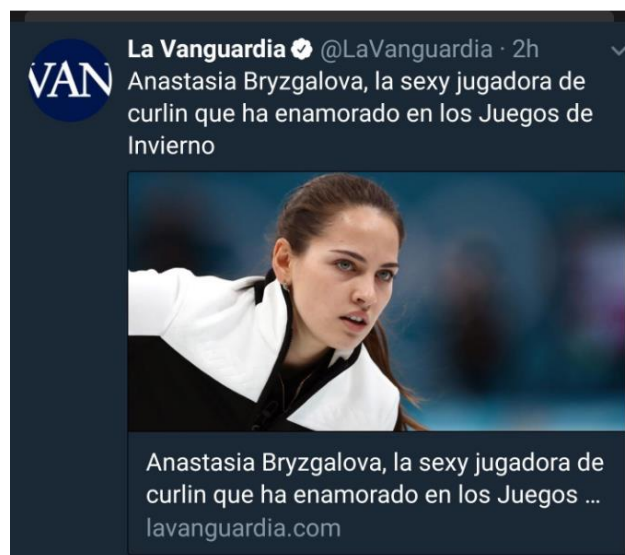 VAN
La Vanguardia @LaVanguardia · 2h
Anastasia Bryzgalova, la sexy jugadora de
curlin que ha enamorado en los Juegos de
Invierno
Anastasia Bryzgalova, la sexy jugadora de
curlin que ha enamorado en los Juegos ...
lavanguardia.com